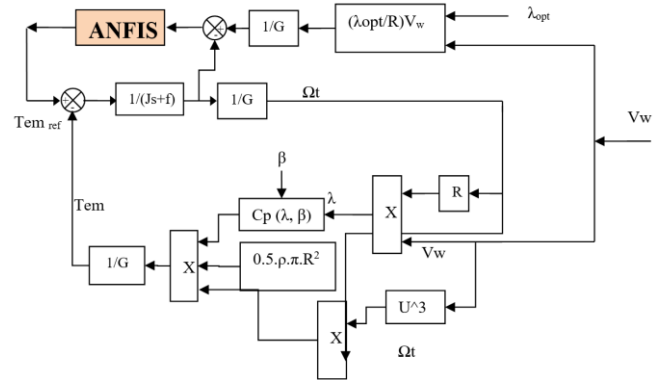 ANFIS
1/G
(λopt/R)Vw
λopt
Tem ref
1/(Js+f)
1/G
Ωt
Vw
β
Tem
Cp (λ, β)
λ
X
R
1/G
X
0.5.ρ.π.R²
Vw
U^3
X
Ωt